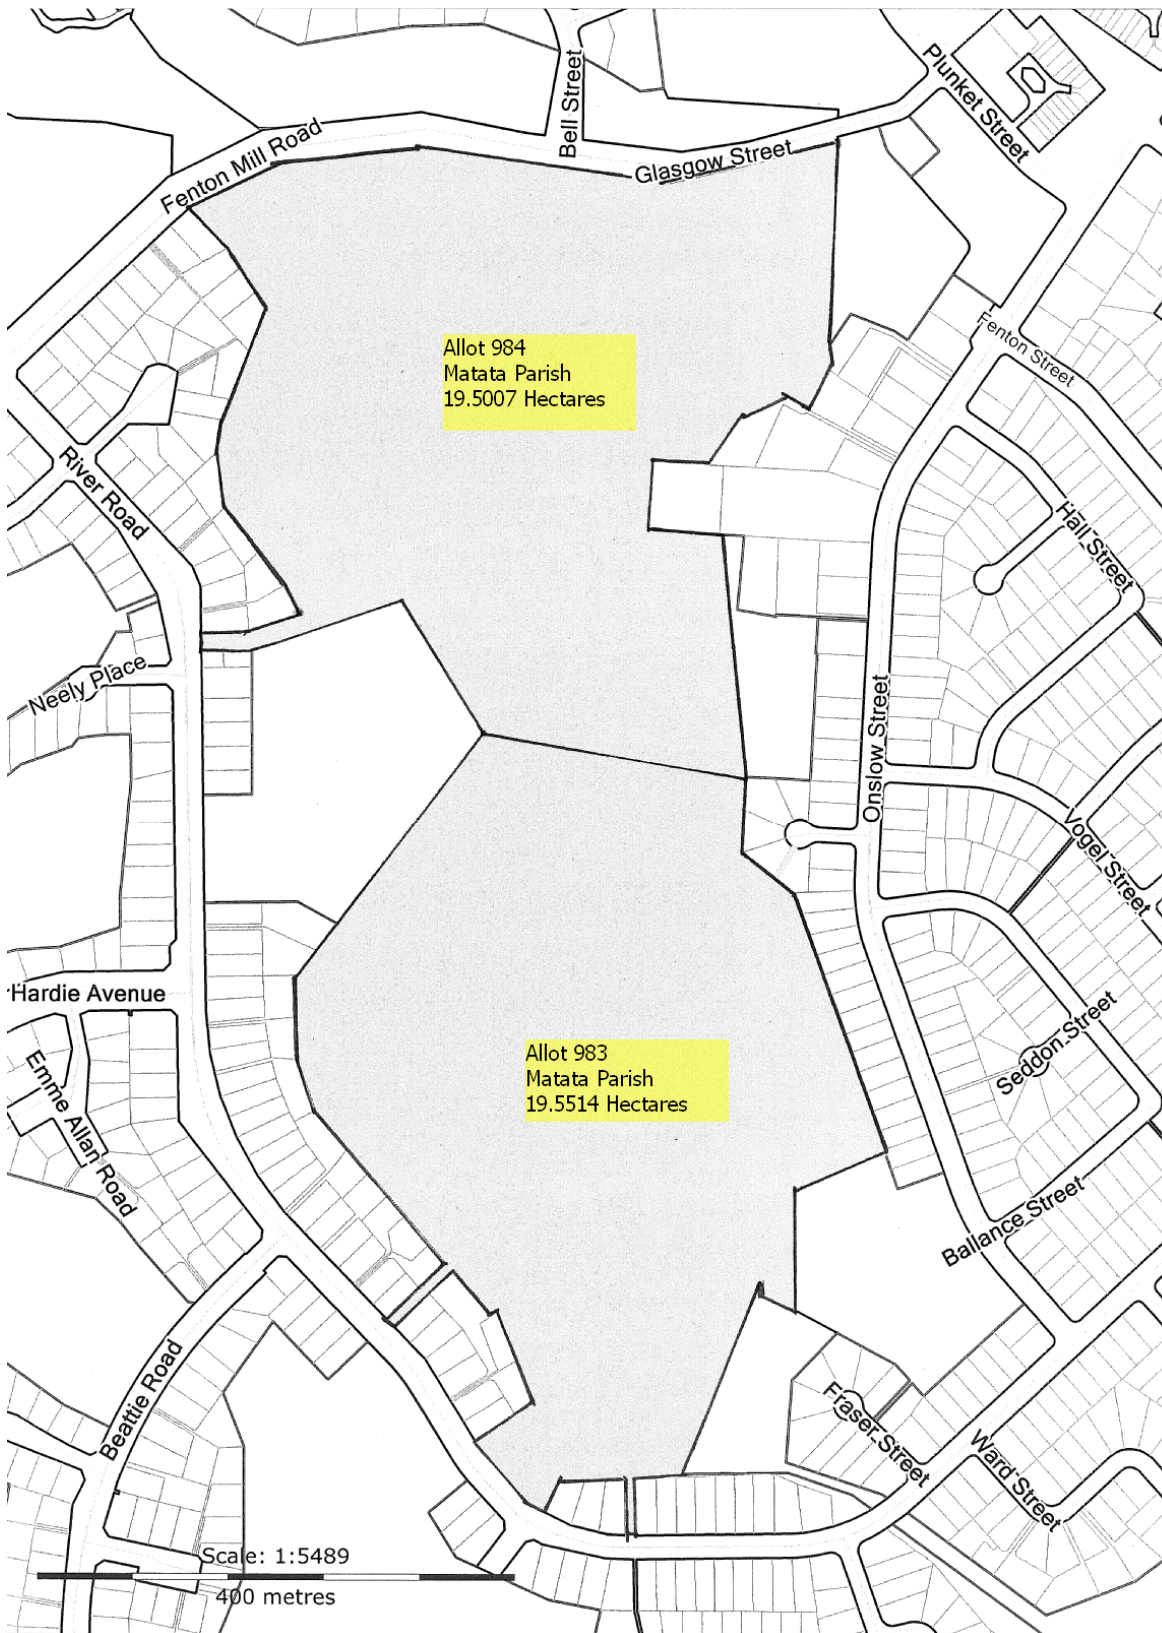 Plunket Street
Bell Street
Fenton Mill Road
Glasgow Street
Fenton Street
Allot 984
Matata Parish
19.5007 Hectares
River Road
Hall Street
Neely Place
Onslow Street
Vogel Street
Hardie Avenue
Seddon Street
Allot 983
Matata Parish
19.5514 Hectares
Emme Allan Road
Ballance Street
Beattie Road
Fraser Street
Ward Street
Scale: 1:5489
400 metres